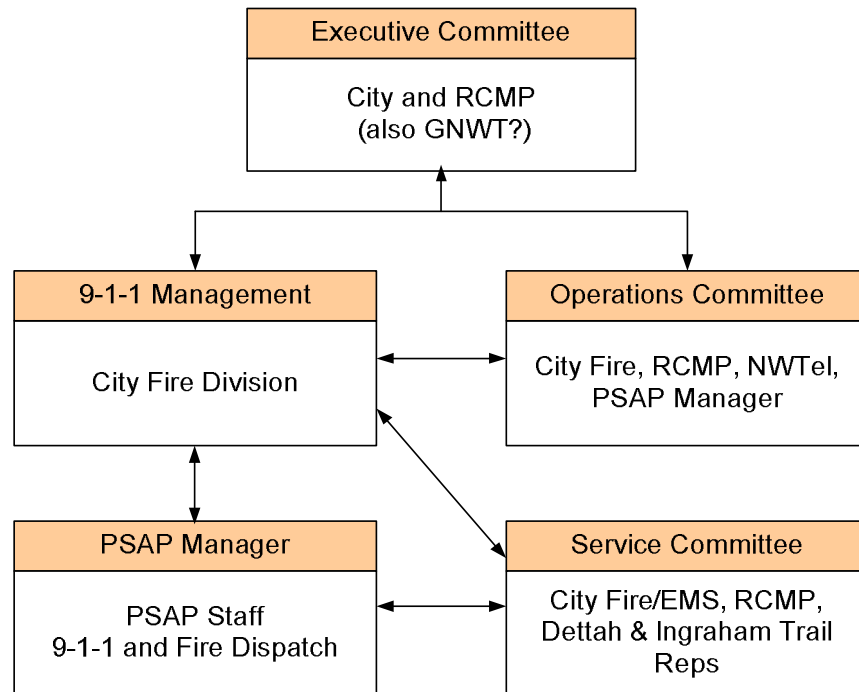 Executive Committee
City and RCMP
(also GNWT?)
9-1-1 Management
City Fire Division
Operations Committee
City Fire, RCMP, NWTel,
PSAP Manager
PSAP Manager
PSAP Staff
9-1-1 and Fire Dispatch
Service Committee
City Fire/EMS, RCMP,
Dettah & Ingraham Trail
Reps